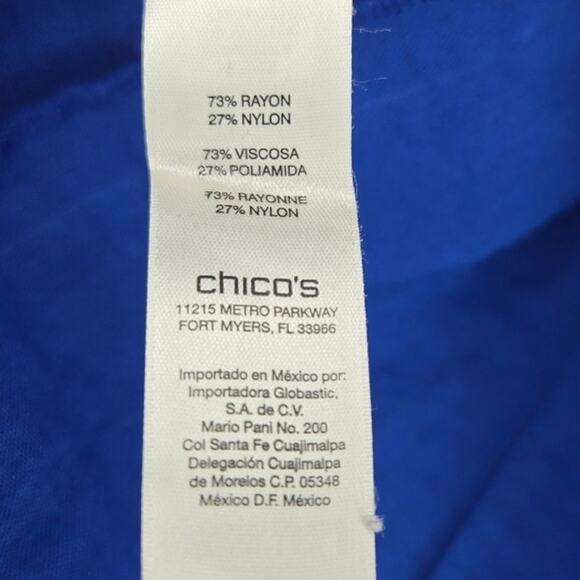 73% RAYON
27% NYLON
73% VISCOSA
27% POLIAMIDA
73% RAYONNE
27% NYLON
chico's
11215 METRO PARKWAY
FORT MYERS, FL 33966
Importado en México por:
Importadora Globastic,
S.A. de C.V.
Mario Pani No. 200
Col Santa Fe Cuajimalpa
Delegación Cuajimalpa
de Morelos C.P. 05348
México D.F. México